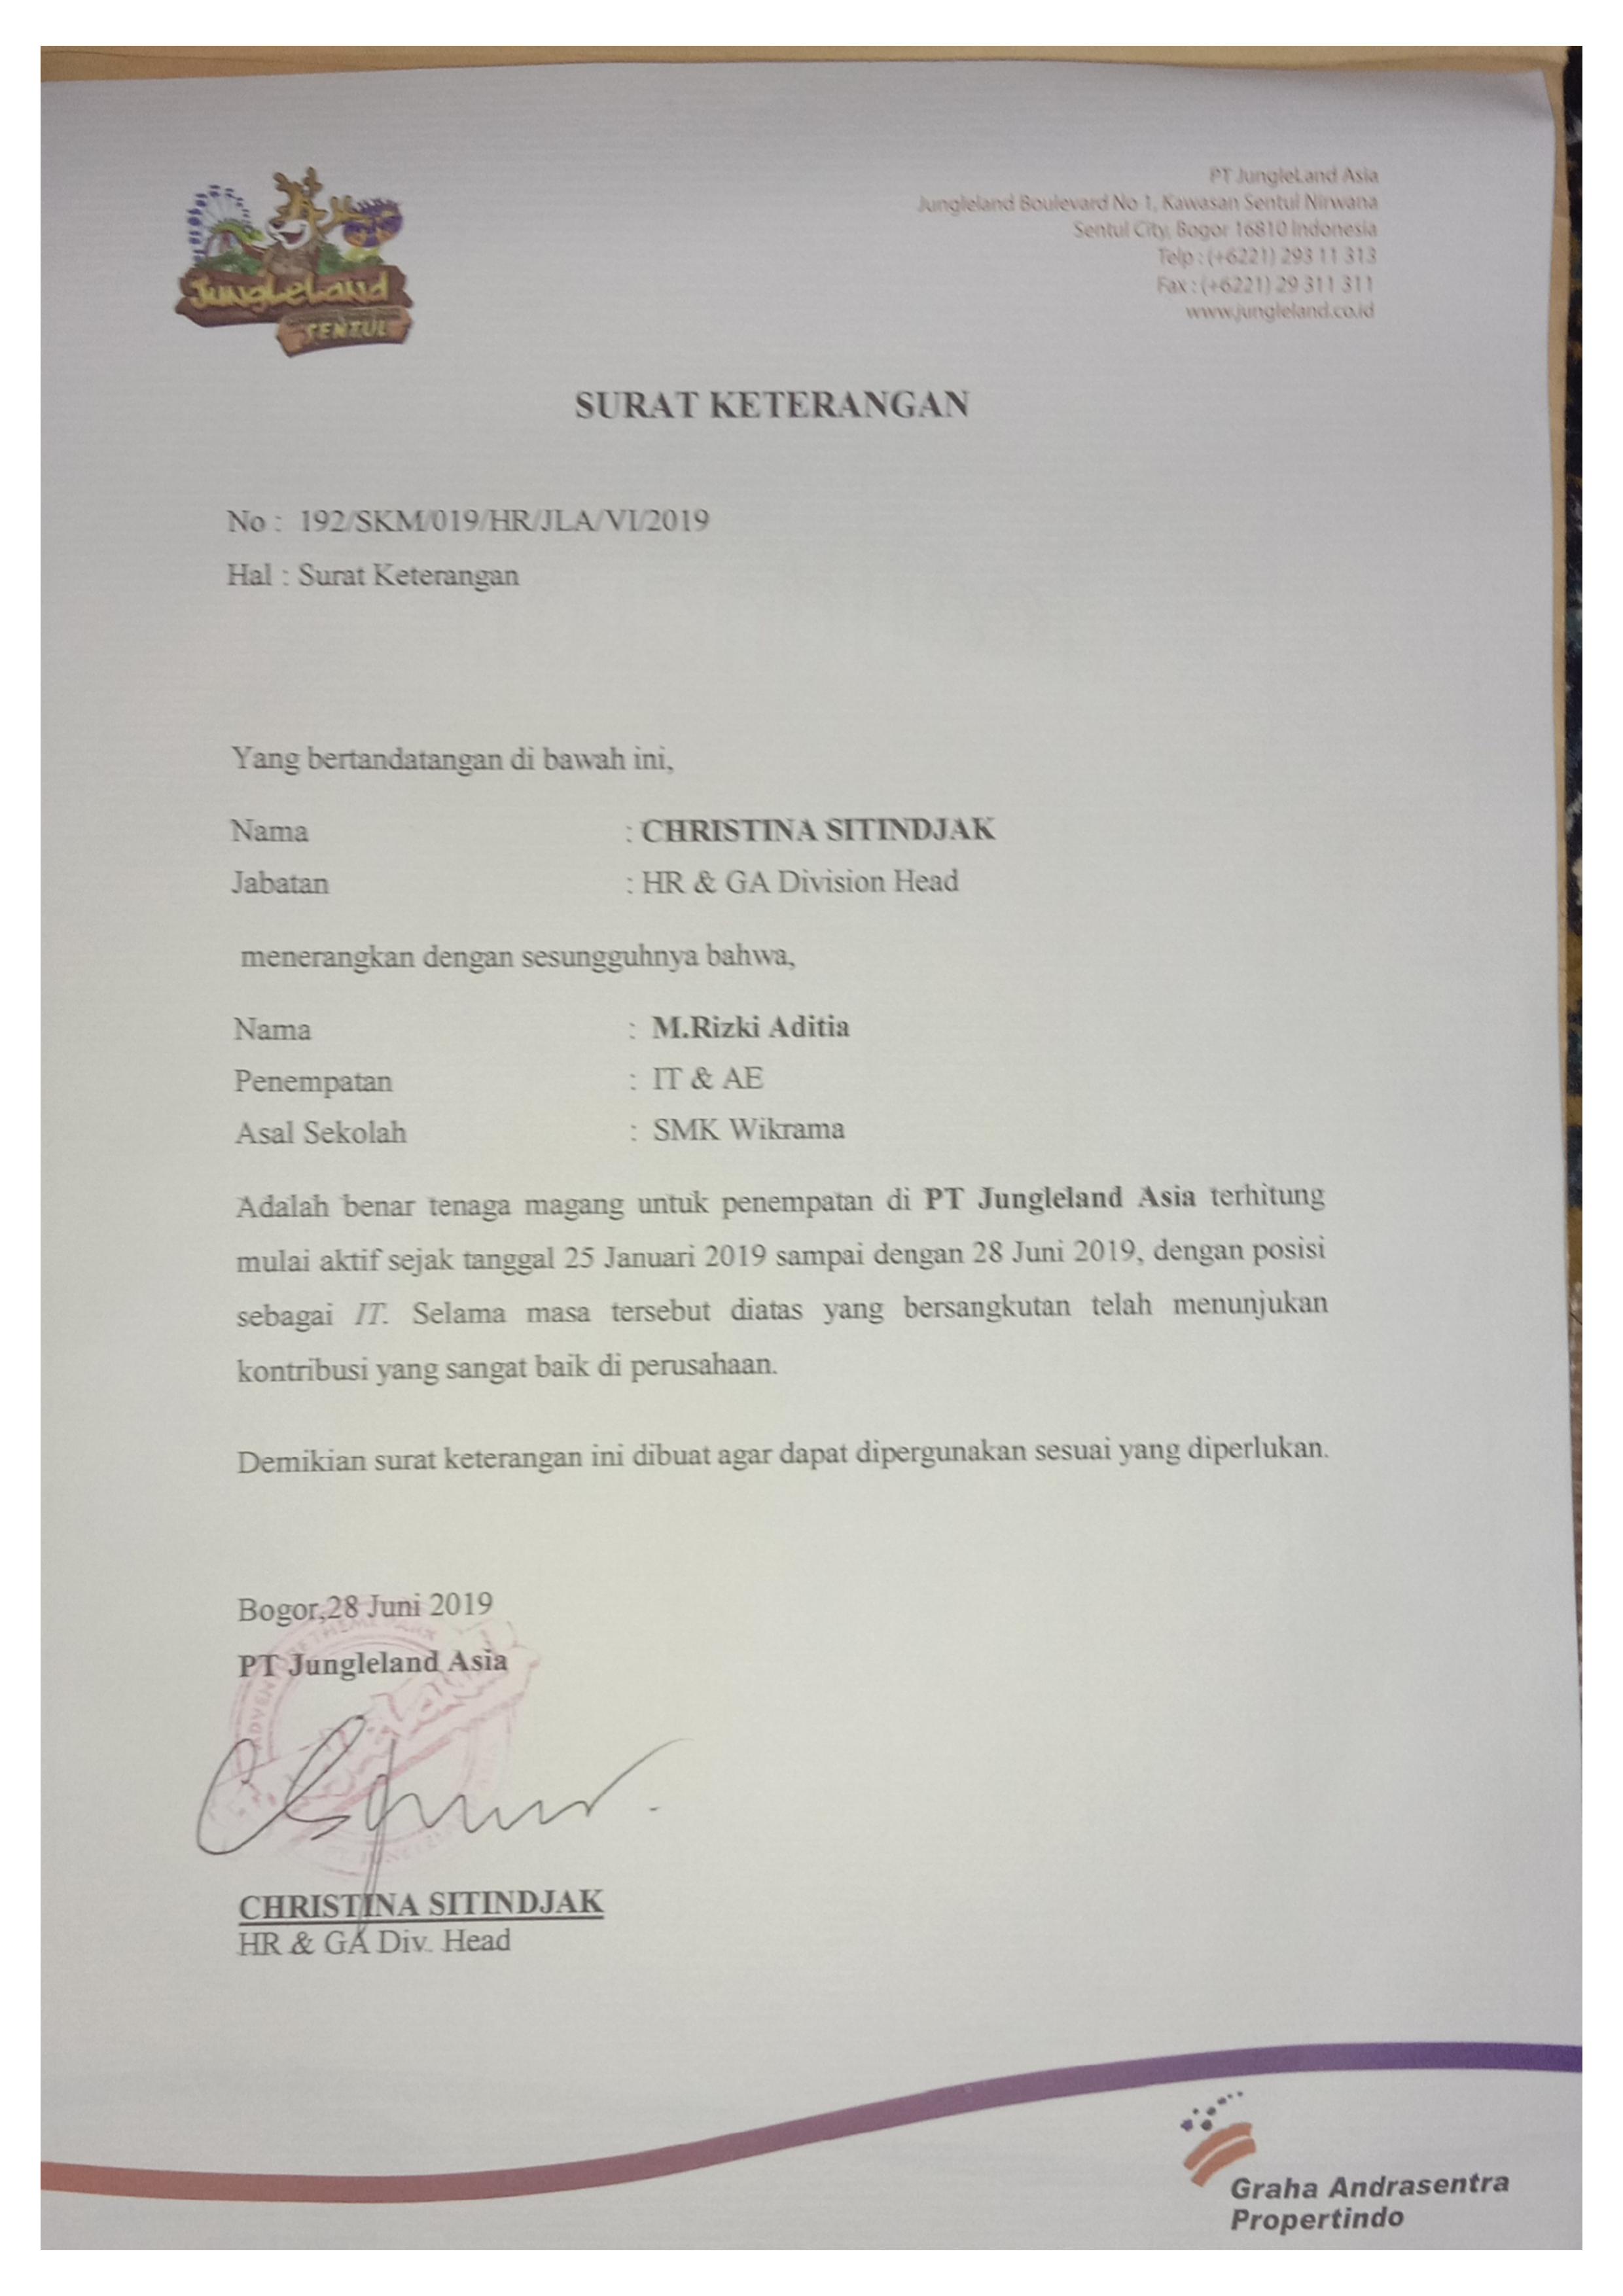 JungleLand
SENTUL
PT JungleLand Asia
Jungleland Boulevard No 1, Kawasan Sentul Nirwana
Sentul City, Bogor 16810 Indonesia
Telp : (+6221) 293 11 313
Fax : (+6221) 29 311 311
www.jungleland.co.id
SURAT KETERANGAN
No : 192/SKM/019/HR/JLA/VI/2019
Hal : Surat Keterangan
Yang bertandatangan di bawah ini,
Nama : CHRISTINA SITINDJAK
Jabatan : HR & GA Division Head
menerangkan dengan sesungguhnya bahwa,
Nama : M.Rizki Aditia
Penempatan : IT & AE
Asal Sekolah : SMK Wikrama
Adalah benar tenaga magang untuk penempatan di PT Jungleland Asia terhitung
mulai aktif sejak tanggal 25 Januari 2019 sampai dengan 28 Juni 2019, dengan posisi
sebagai IT. Selama masa tersebut diatas yang bersangkutan telah menunjukan
kontribusi yang sangat baik di perusahaan.
Demikian surat keterangan ini dibuat agar dapat dipergunakan sesuai yang diperlukan.
Bogor,28 Juni 2019
PT Jungleland Asia
CHRISTINA SITINDJAK
HR & GA Div. Head
Graha Andrasentra
Propertindo